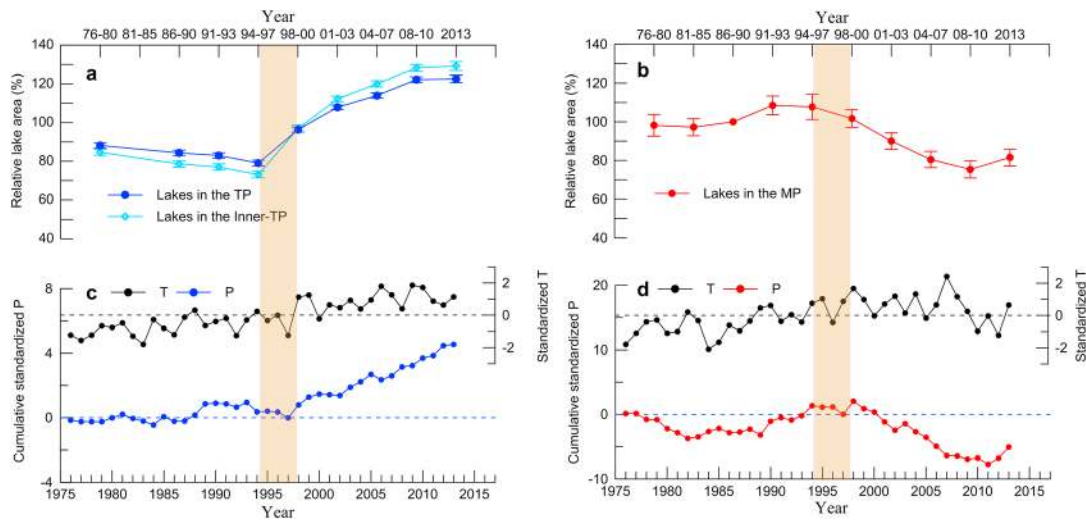 Year
76-80 81-85 86-90 91-93 94-97 98-00 01-03 04-07 08-10 2013
140
120
100
80
60
40
Relative lake area (%)
a
Lakes in the TP
Lakes in the Inner-TP
Year
76-80 81-85 86-90 91-93 94-97 98-00 01-03 04-07 08-10 2013
140
120
100
80
60
40
Relative lake area (%)
b
Lakes in the MP
8
4
0
-4
Cumulative standardized P
c
T P
2
0
-2
Standardized T
1975 1980 1985 1990 1995 2000 2005 2010 2015
Year
20
15
10
0
-10
Cumulative standardized P
d
T P
2
0
-2
Standardized T
1975 1980 1985 1990 1995 2000 2005 2010 2015
Year